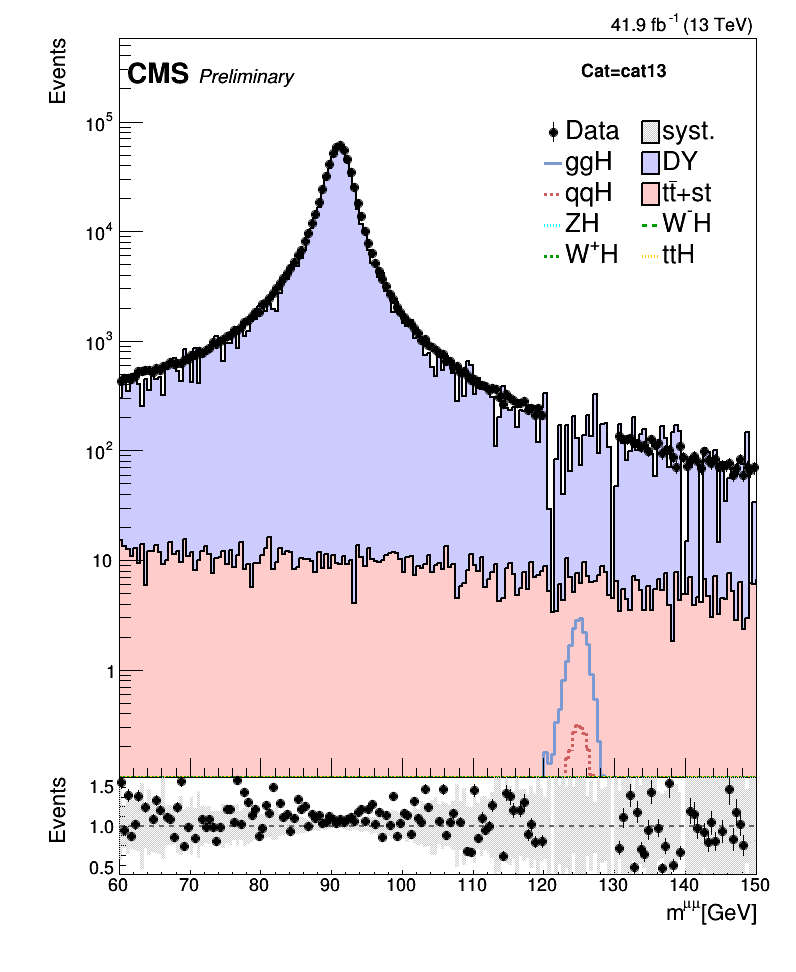 41.9 fb⁻¹ (13 TeV)
Events
CMS Preliminary
Cat=cat13
Data
syst.
ggH
DY
qqH
tt̄+st
ZH
W⁻H
W⁺H
ttH
10⁵
10⁴
10³
10²
10
1
Events
1.5
1.0
0.5
60 70 80 90 100 110 120 130 140 150
m^μμ[GeV]